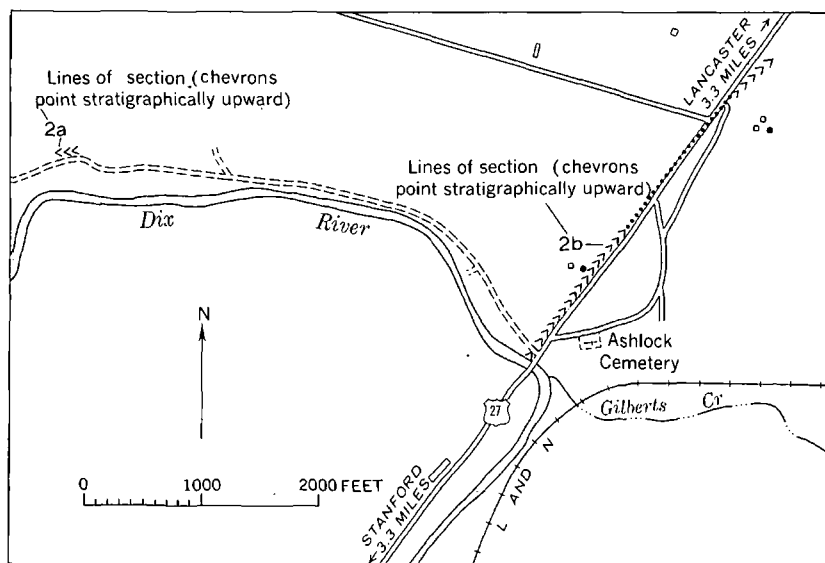 Lines of section (chevrons
point stratigraphically upward)
2a
LANCASTER
3.3 MILES
Lines of section (chevrons
point stratigraphically upward)
2b
Dix River
N
Ashlock
Cemetery
27
Gilberts Cr
0 1000 2000 FEET
STANFORD
3.3 MILES
L AND N